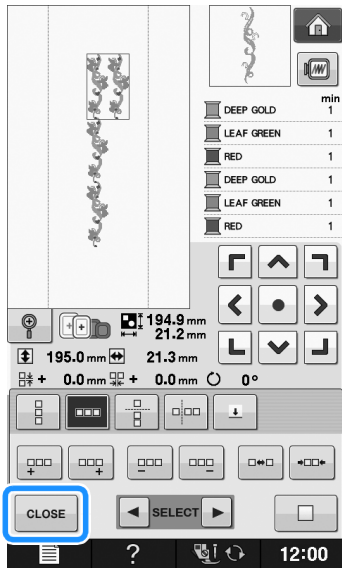 min
DEEP GOLD 1
LEAF GREEN 1
RED 1
DEEP GOLD 1
LEAF GREEN 1
RED 1
194.9 mm
21.2 mm
195.0 mm 21.3 mm
+ 0.0 mm + 0.0 mm 0°
CLOSE SELECT
? 12:00